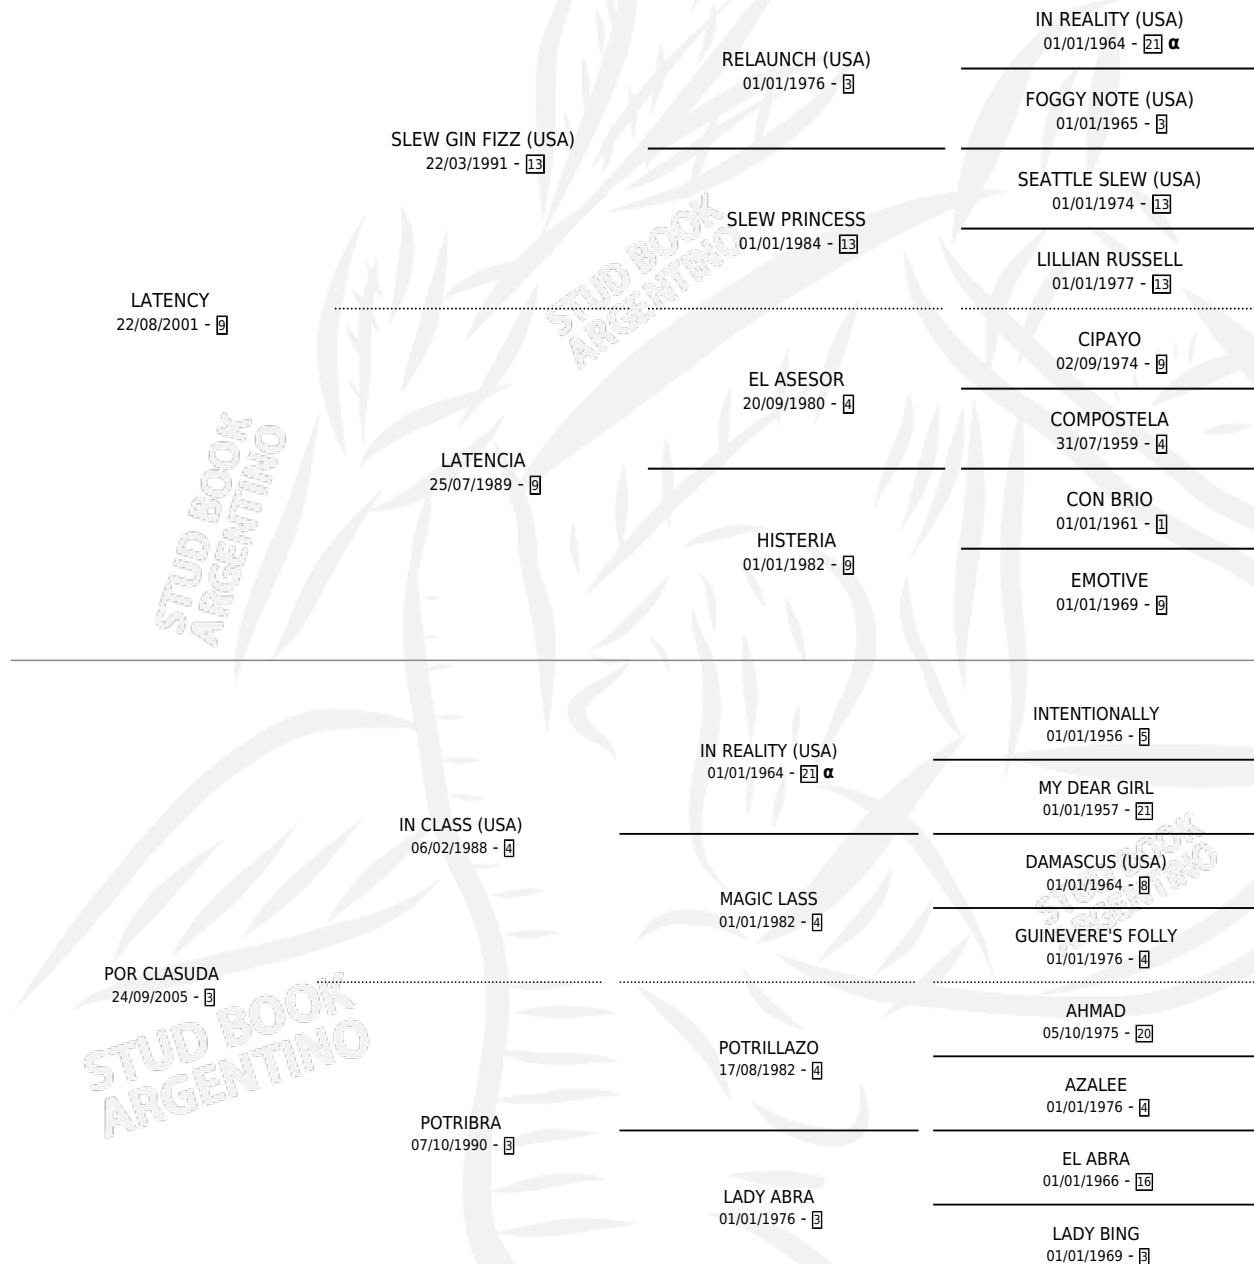 IN REALITY (USA)
01/01/1964 - 21 α
RELAUNCH (USA)
01/01/1976 - 3
FOGGY NOTE (USA)
01/01/1965 - 3
SLEW GIN FIZZ (USA)
22/03/1991 - 13
SEATTLE SLEW (USA)
01/01/1974 - 13
SLEW PRINCESS
01/01/1984 - 13
LILLIAN RUSSELL
01/01/1977 - 13
LATENCY
22/08/2001 - 9
CIPAYO
02/09/1974 - 9
EL ASESOR
20/09/1980 - 4
COMPOSTELA
31/07/1959 - 4
LATENCIA
25/07/1989 - 9
CON BRIO
01/01/1961 - 1
HISTERIA
01/01/1982 - 9
EMOTIVE
01/01/1969 - 9
STUD BOOK
ARGENTINO
STUD BOOK
ARGENTINO
INTENTIONALLY
01/01/1956 - 5
IN REALITY (USA)
01/01/1964 - 21 α
MY DEAR GIRL
01/01/1957 - 21
IN CLASS (USA)
06/02/1988 - 4
DAMASCUS (USA)
01/01/1964 - 8
MAGIC LASS
01/01/1982 - 4
GUINEVERE'S FOLLY
01/01/1976 - 4
POR CLASUDA
24/09/2005 - 3
AHMAD
05/10/1975 - 20
POTRILLAZO
17/08/1982 - 4
AZALEE
01/01/1976 - 4
POTRIBRA
07/10/1990 - 3
EL ABRA
01/01/1966 - 16
LADY ABRA
01/01/1976 - 3
LADY BING
01/01/1969 - 3
STUD BOOK
ARGENTINO
STUD BOOK
ARGENTINO